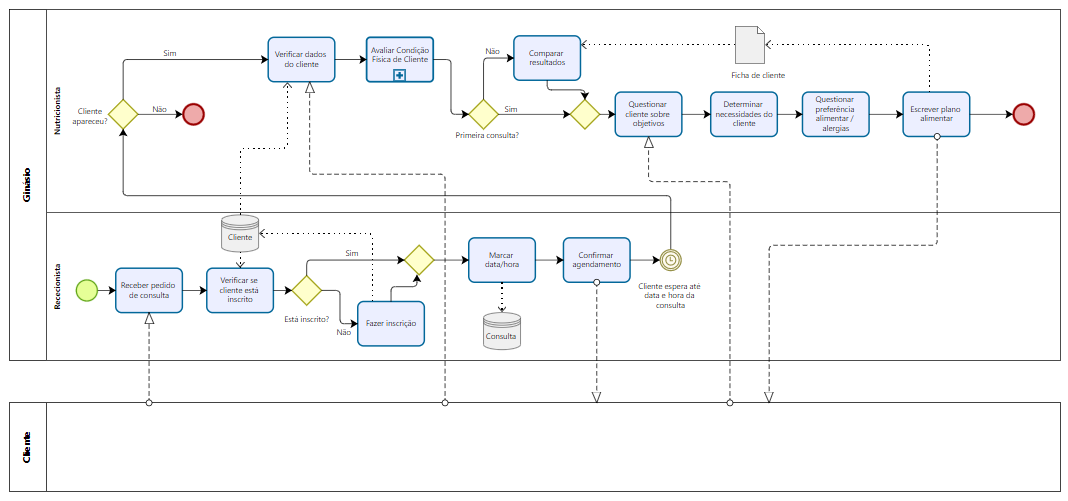 Ginásio
Nutricionista
Cliente
apareceu?
Sim
Não
Verificar dados
do cliente
Avaliar Condição
Física de Cliente
Primeira consulta?
Não
Sim
Comparar
resultados
Questionar
cliente sobre
objetivos
Determinar
necessidades do
cliente
Questionar
preferência
alimentar /
alergias
Escrever plano
alimentar
Ficha de cliente
Rececionista
Receber pedido
de consulta
Verificar se
cliente está
inscrito
Cliente
Está inscrito?
Sim
Não
Fazer inscrição
Marcar
data/hora
Consulta
Confirmar
agendamento
Cliente espera até
data e hora da
consulta
Cliente